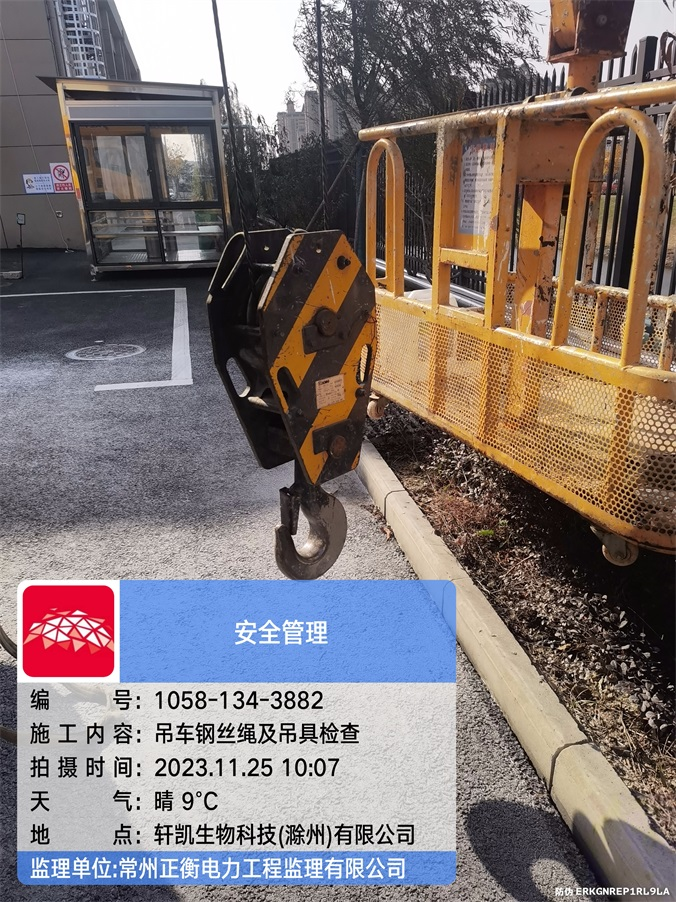 安全管理
编 号: 1058-134-3882
施工内容: 吊车钢丝绳及吊具检查
拍摄时间: 2023.11.25 10:07
天 气: 晴 9°C
地 点: 轩凯生物科技(滁州)有限公司
监理单位:常州正衡电力工程监理有限公司
防伪 ERKGNREP1RL9LA